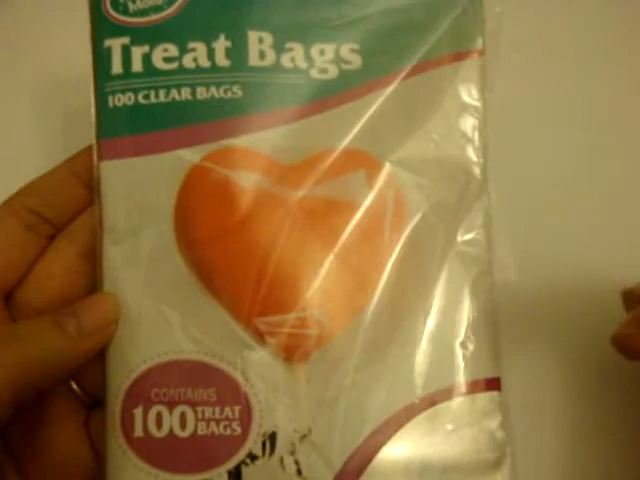 Treat Bags
100 CLEAR BAGS
CONTAINS
100 TREAT
BAGS